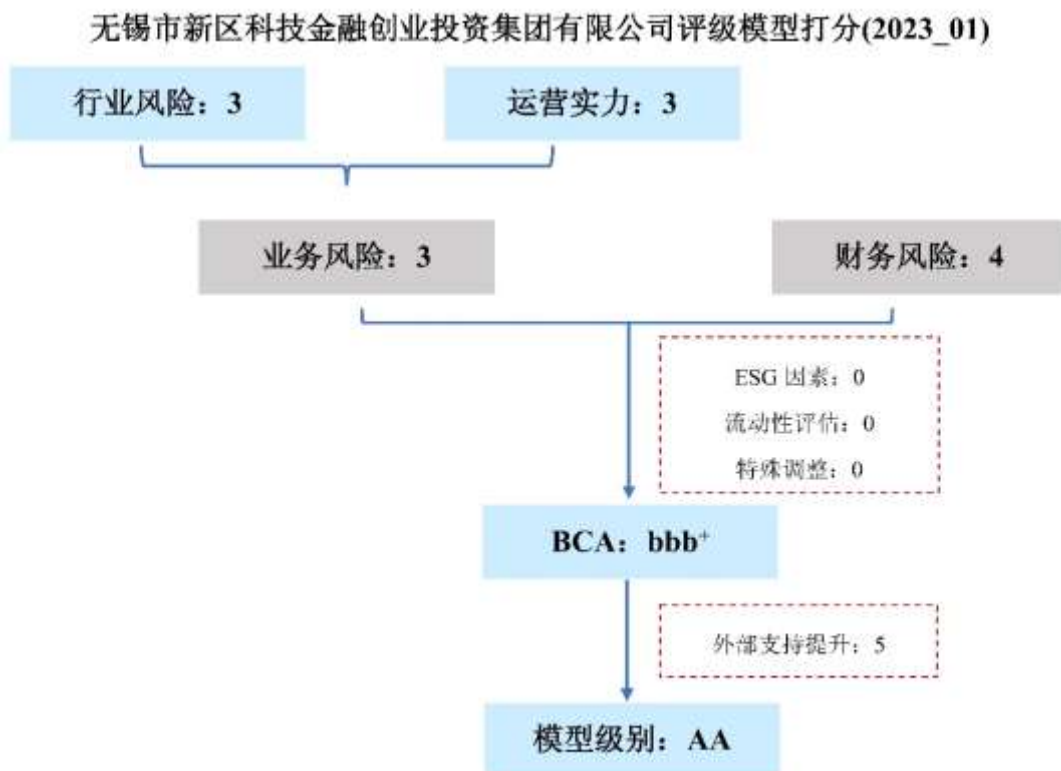 无锡市新区科技金融创业投资集团有限公司评级模型打分(2023_01)
行业风险：3
运营实力：3
业务风险：3
财务风险：4
ESG 因素：0
流动性评估：0
特殊调整：0
BCA：bbb⁺
外部支持提升：5
模型级别：AA